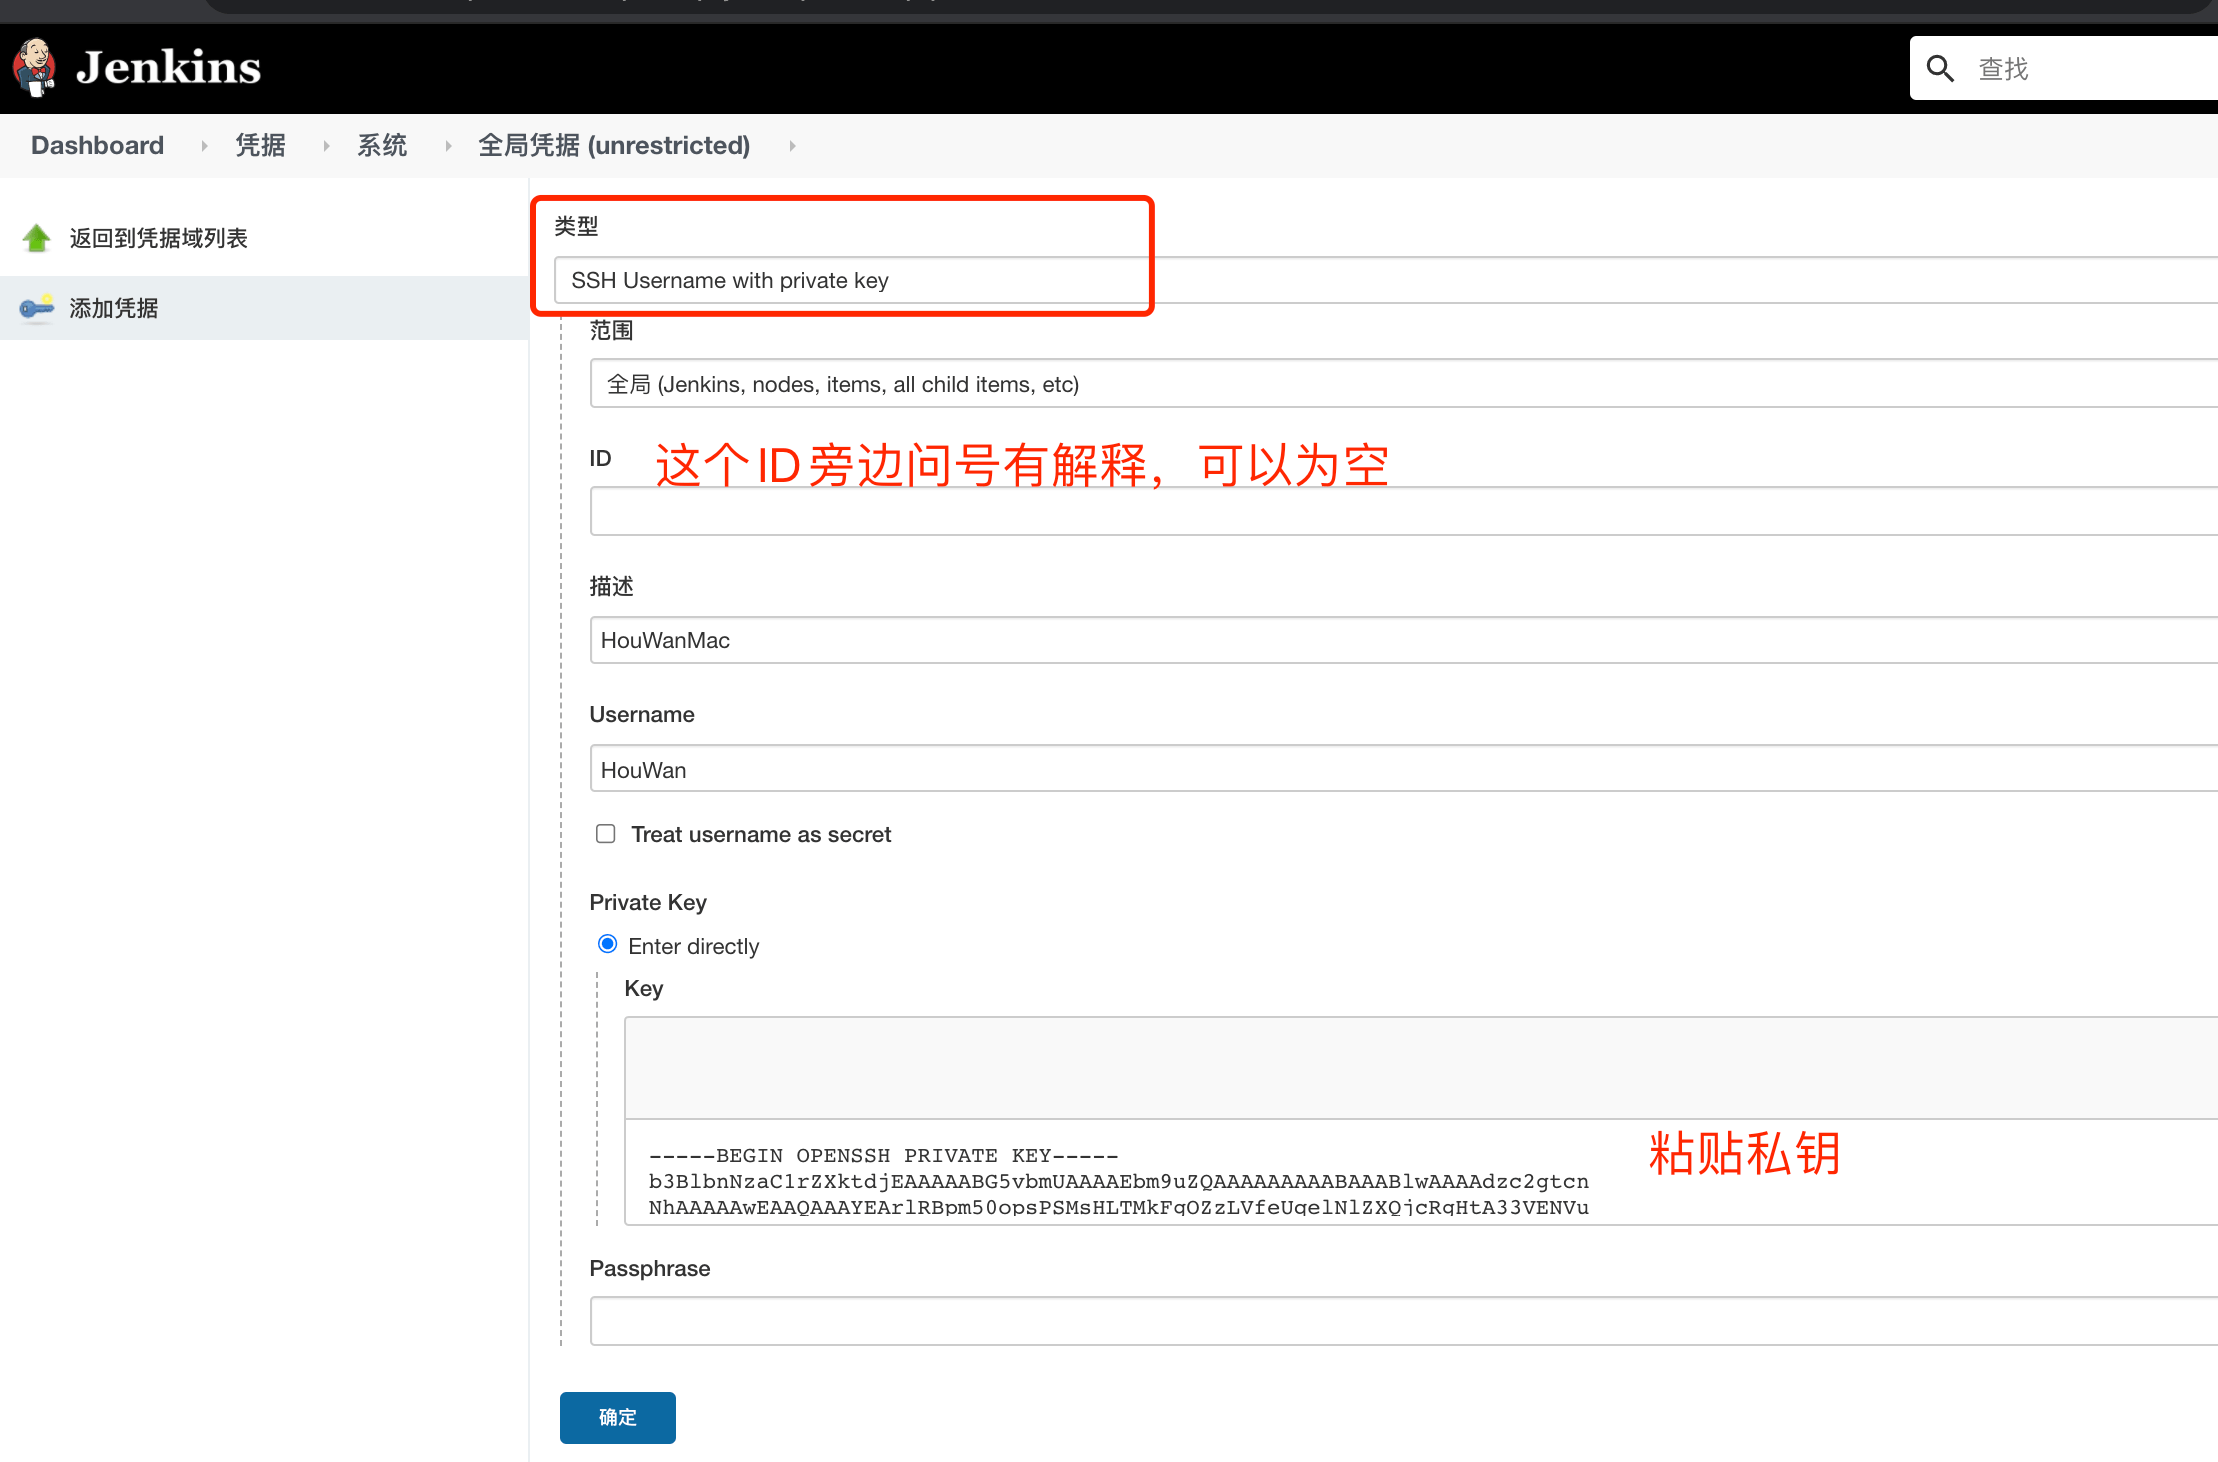 Jenkins
查找
Dashboard
凭据
系统
全局凭据 (unrestricted)
返回到凭据域列表
添加凭据
类型
SSH Username with private key
范围
全局 (Jenkins, nodes, items, all child items, etc)
ID
这个ID旁边问号有解释，可以为空
描述
HouWanMac
Username
HouWan
Treat username as secret
Private Key
Enter directly
Key
-----BEGIN OPENSSH PRIVATE KEY-----
b3BlbnNzaC1rZXktdjEAAAAABG5vbmUAAAAEbm9uZQAAAAAAAAABAAABlwAAAAdzc2gtcn
NhAAAAAwEAAQAAAYEArlRBpm50opsPSMsHLTMkFgOZzLVfeUgelNlZXQjcRgHtA33VENVu
粘贴私钥
Passphrase
确定